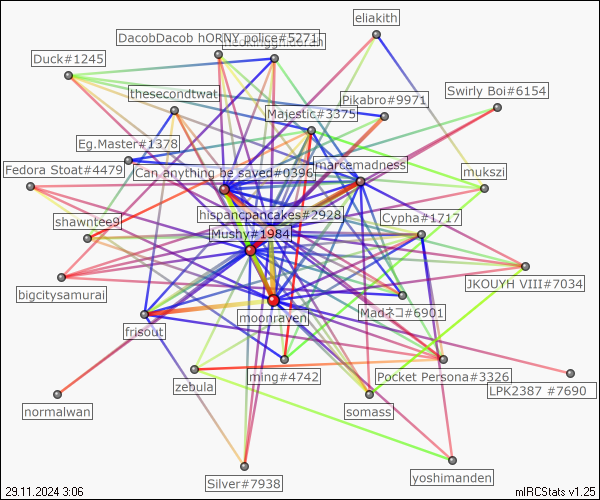 eliakith
DacobDacob hORNY police#5271
Duck#1245
Swirly Boi#6154
thesecondtwat
Pikabro#9971
Majestic#3375
Eg.Master#1378
marcemadness
Fedora Stoat#4479
Can anything be saved#0396
mukszi
hispancpancakes#2928
shawntee9
Cypha#1717
Mushy#1984
JKOUYH VIII#7034
bigcitysamurai
Madネコ#6901
moonraven
frisout
ming#4742
Pocket Persona#3326
zebula
LPK2387 #7690
normalwan
somass
yoshimanden
Silver#7938
29.11.2024 3:06
mIRCStats v1.25